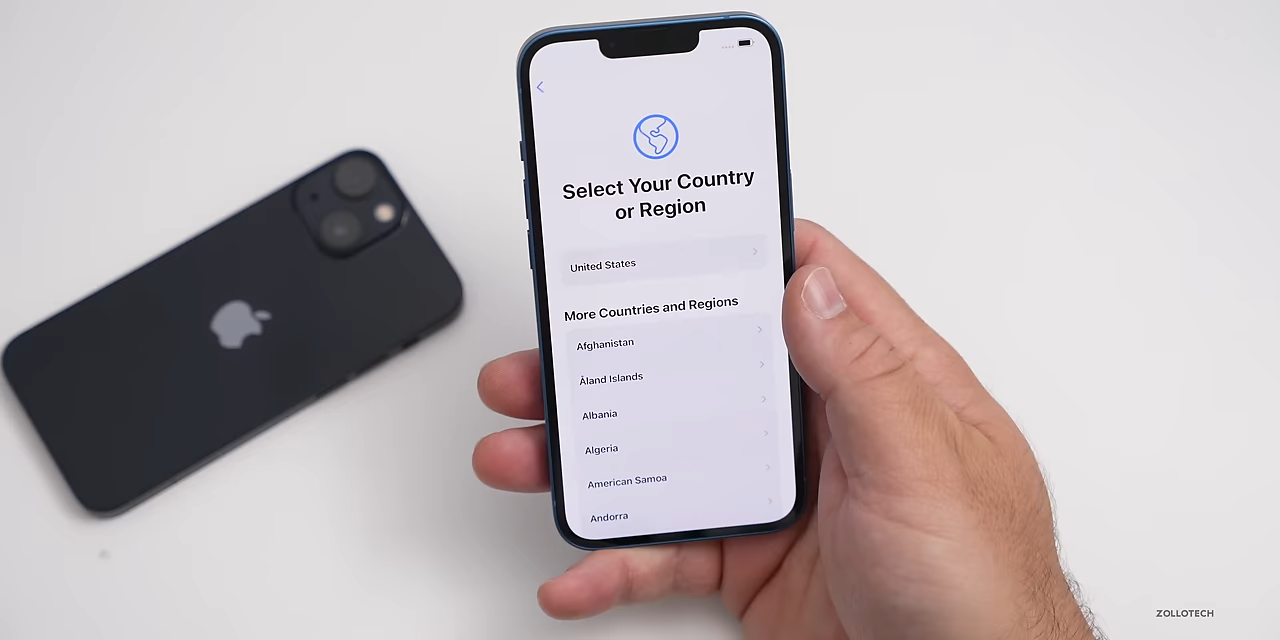 Select Your Country
or Region
United States
More Countries and Regions
Afghanistan
Åland Islands
Albania
Algeria
American Samoa
Andorra
ZOLLOTECH